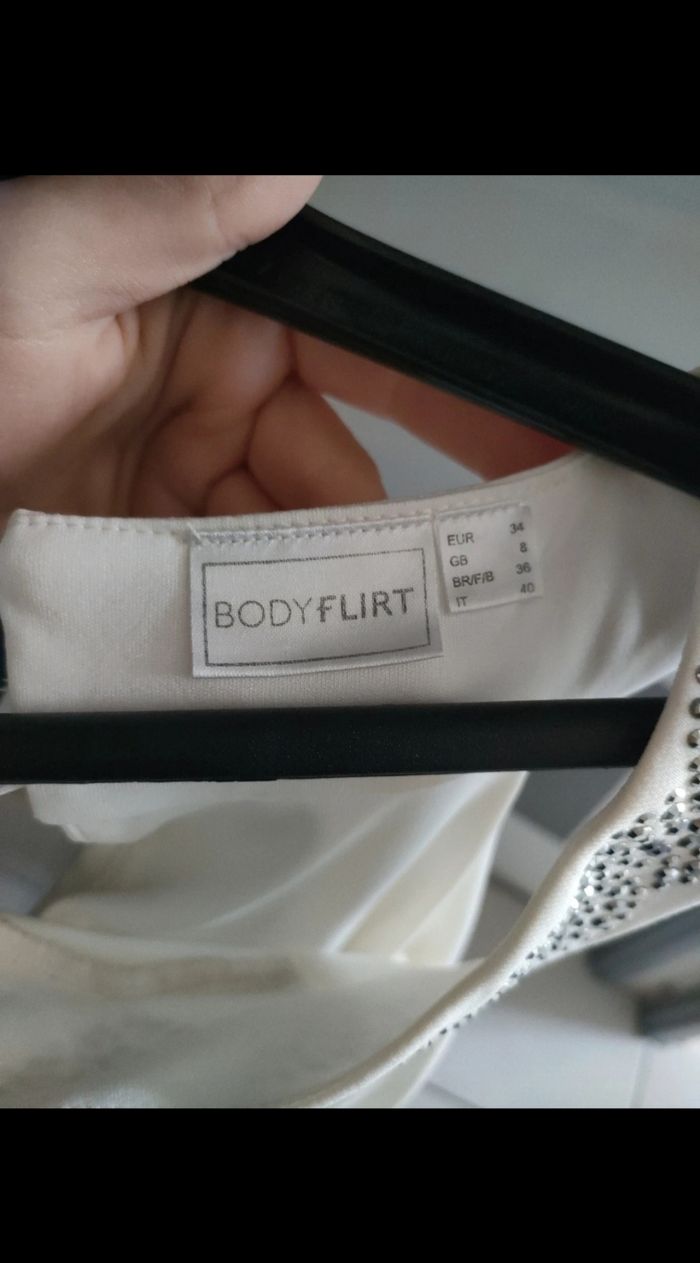 BODYFLIRT
EUR 34
GB 8
BR/F/B 36
IT 40